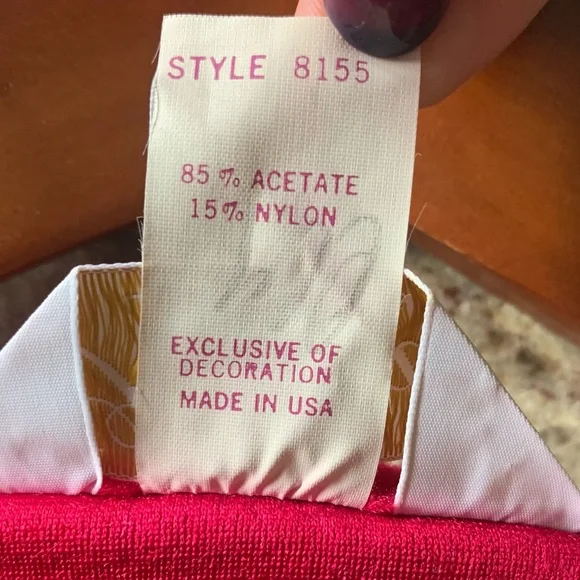 STYLE 8155
85% ACETATE
15% NYLON
EXCLUSIVE OF
DECORATION
MADE IN USA